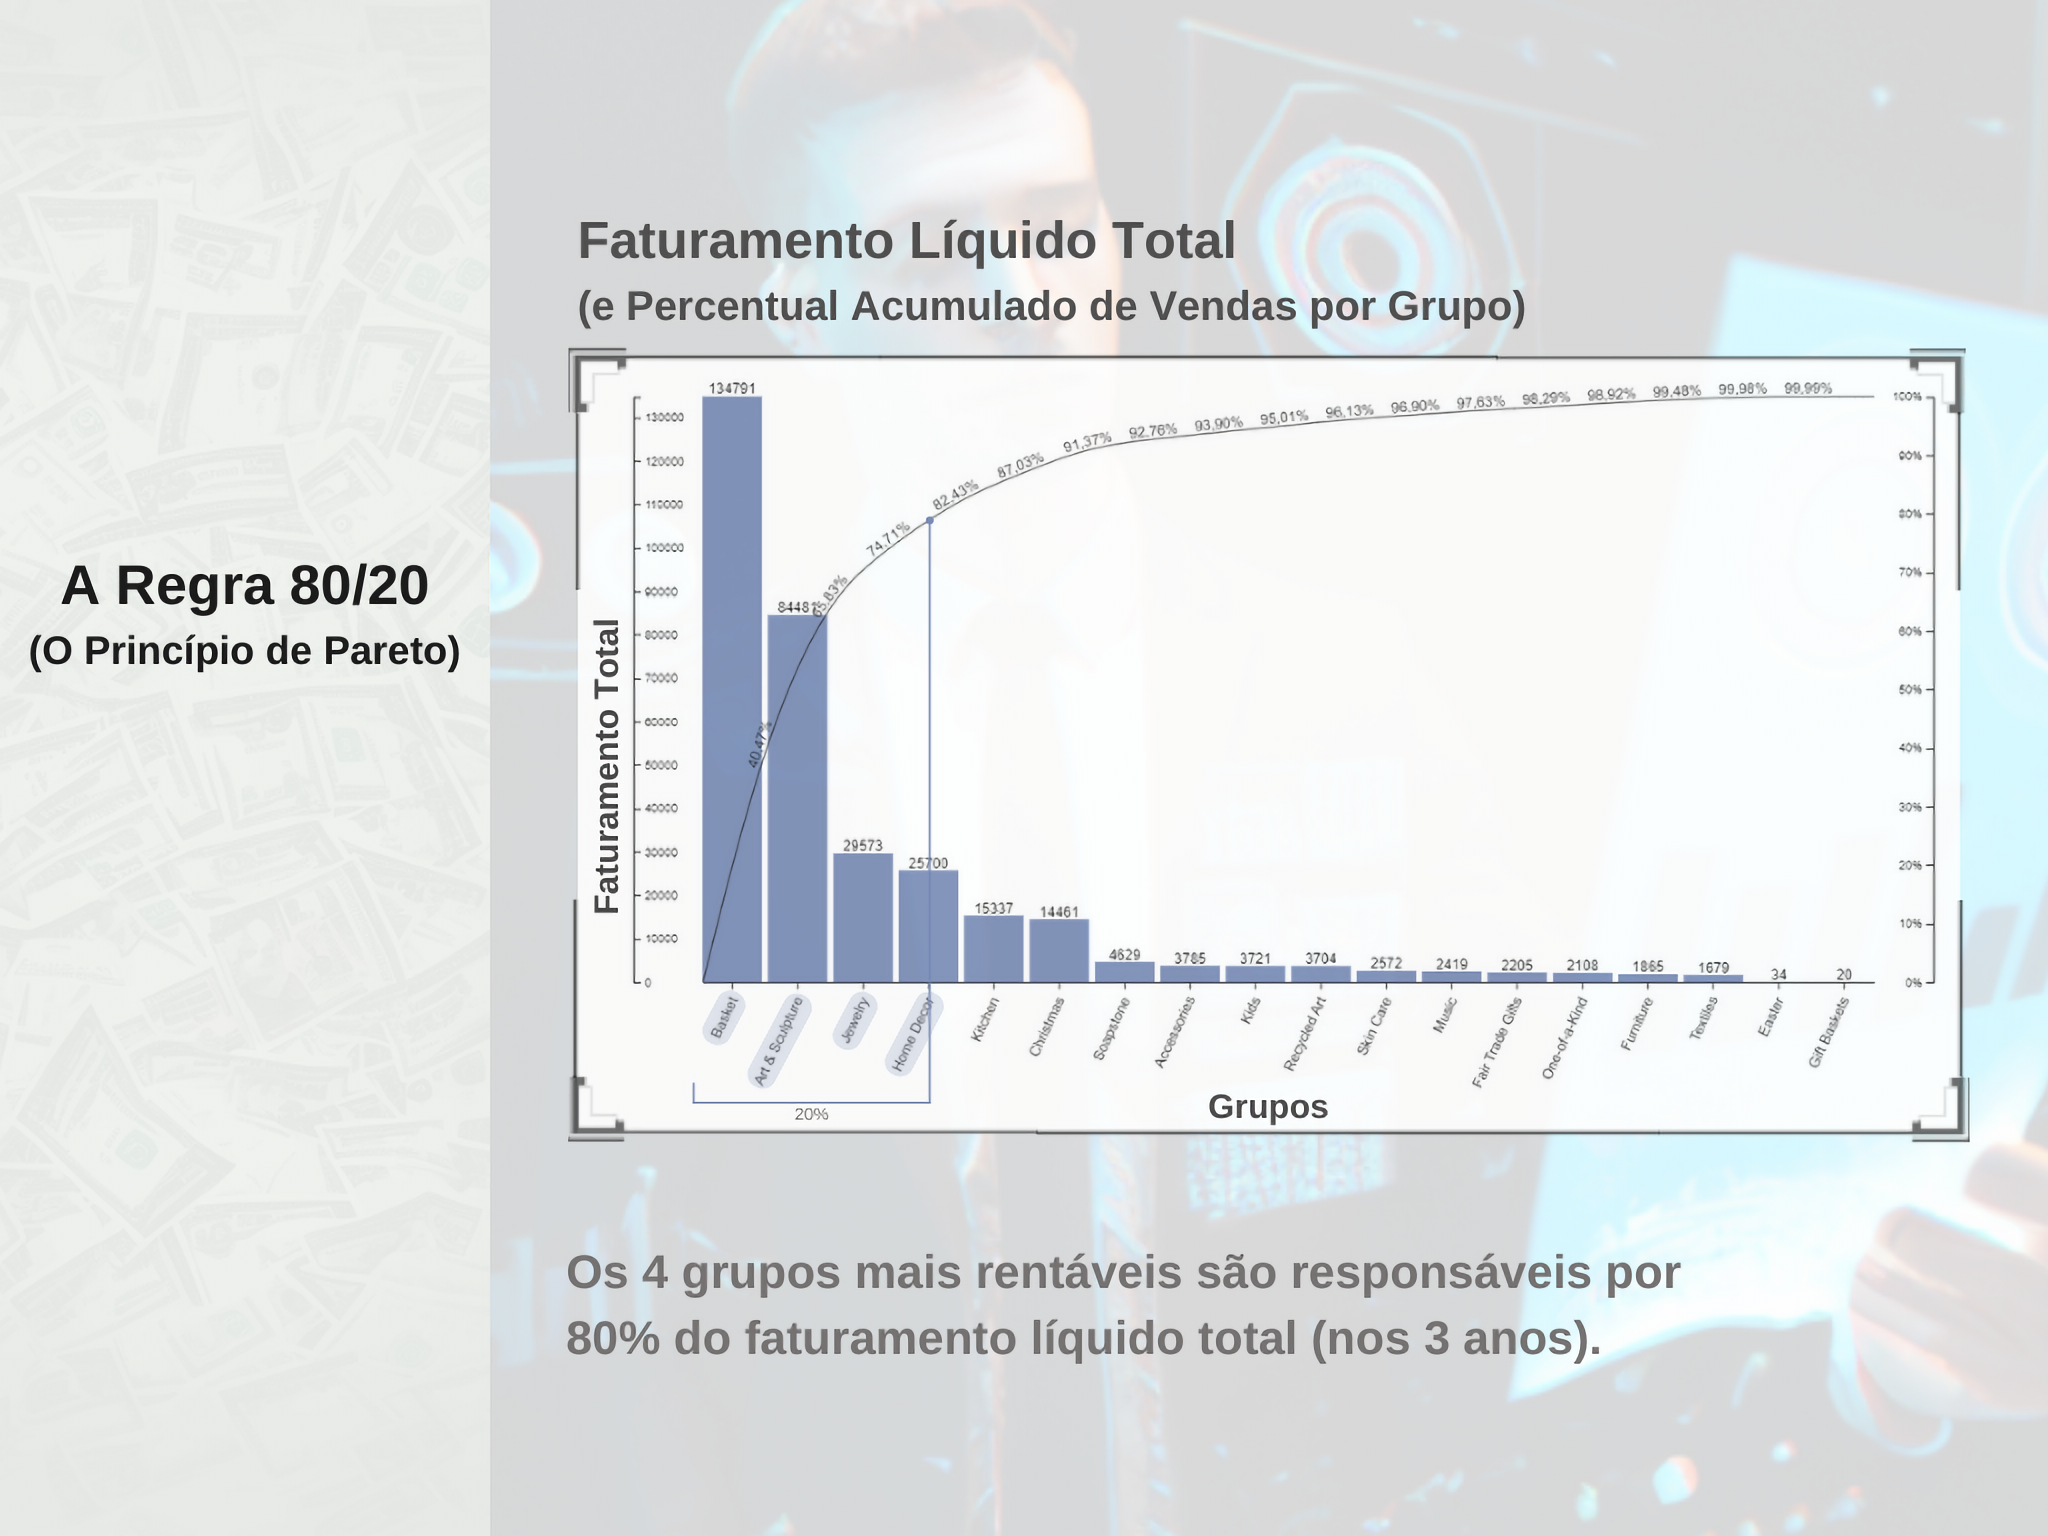 A Regra 80/20
(O Princípio de Pareto)
Faturamento Líquido Total
(e Percentual Acumulado de Vendas por Grupo)
Faturamento Total
130000
120000
110000
100000
90000
80000
70000
60000
50000
40000
30000
20000
10000
0
134791
84481
29573
25700
15337
14461
4629
3785
3721
3704
2572
2419
2205
2108
1865
1679
34
20
40,47%
65,83%
74,71%
82,43%
87,03%
91,37%
92,76%
93,90%
95,01%
96,13%
96,90%
97,63%
98,29%
98,92%
99,48%
99,98%
99,99%
100%
90%
80%
70%
60%
50%
40%
30%
20%
10%
0%
Basket
Art & Sculpture
Jewelry
Home Decor
Kitchen
Christmas
Soapstone
Accessories
Kids
Recycled Art
Skin Care
Music
Fair Trade Gifts
One-of-a-Kind
Furniture
Textiles
Easter
Gift Baskets
20%
Grupos
Os 4 grupos mais rentáveis são responsáveis por
80% do faturamento líquido total (nos 3 anos).